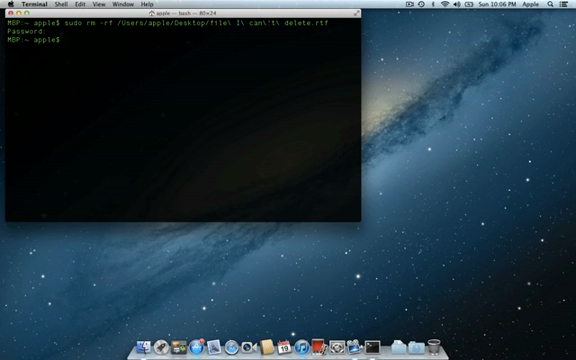 Terminal Shell Edit View Window Help Sun 10:06 PM Apple
apple — bash — 80×24
MBP:~ apple$ sudo rm -rf /Users/apple/Desktop/file\ I\ can\'t\ delete.rtf
Password:
MBP:~ apple$
19